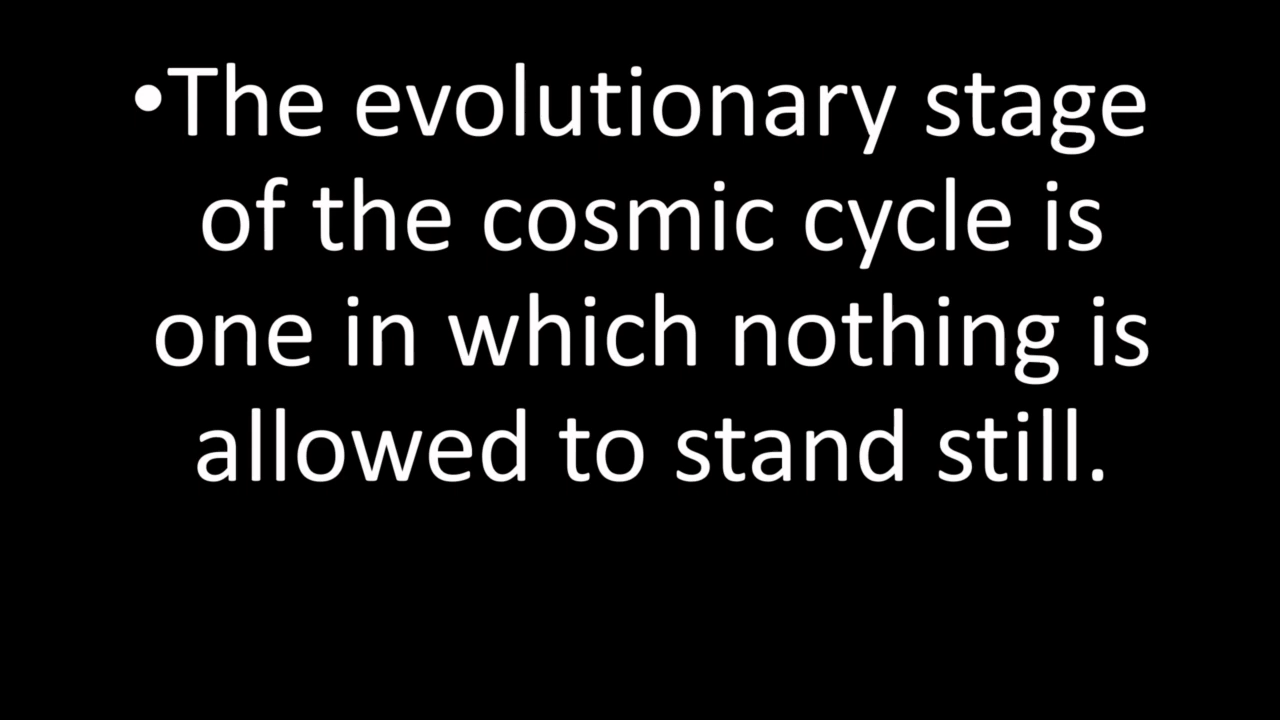 •The evolutionary stage
of the cosmic cycle is
one in which nothing is
allowed to stand still.